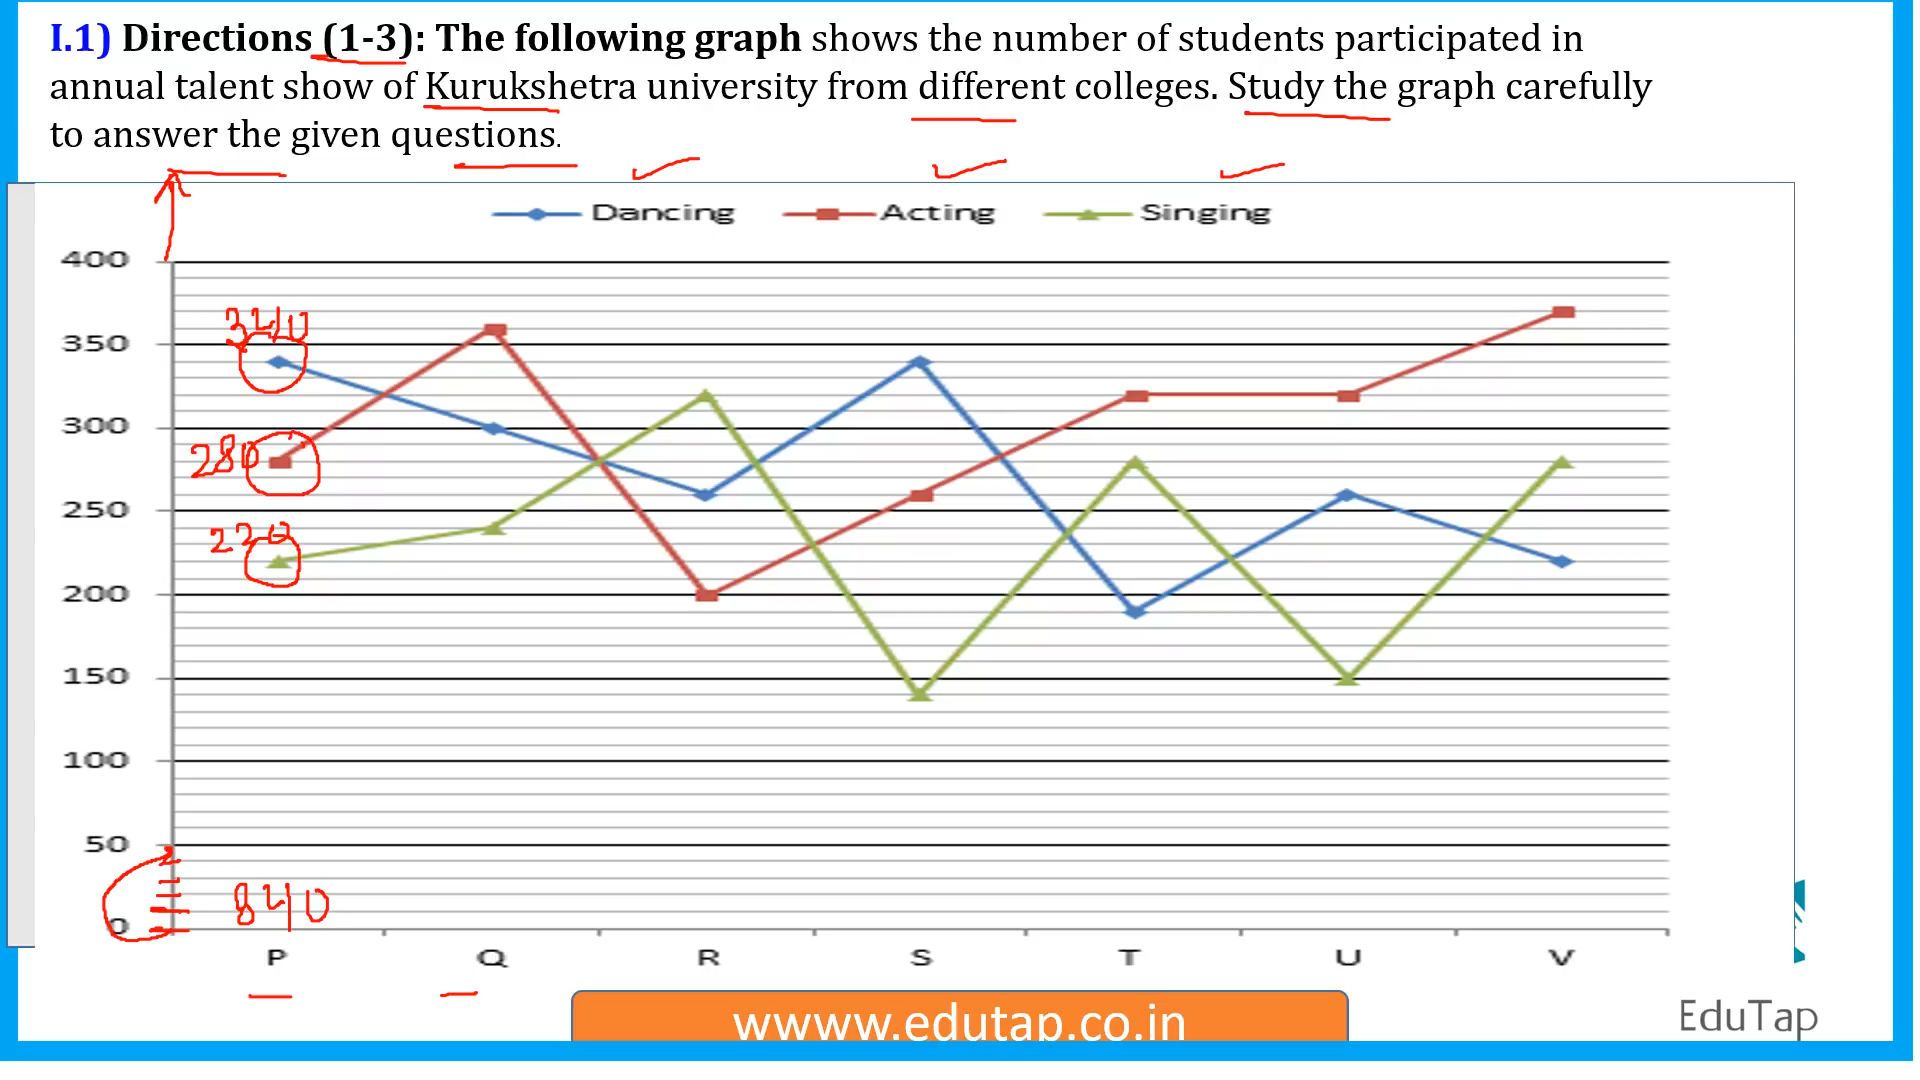 I.1) Directions (1-3): The following graph shows the number of students participated in
annual talent show of Kurukshetra university from different colleges. Study the graph carefully
to answer the given questions.
Dancing Acting Singing
400
340
350
300
280
250
220
200
150
100
50
840
0
P Q R S T U V
wwww.edutap.co.in
EduTap